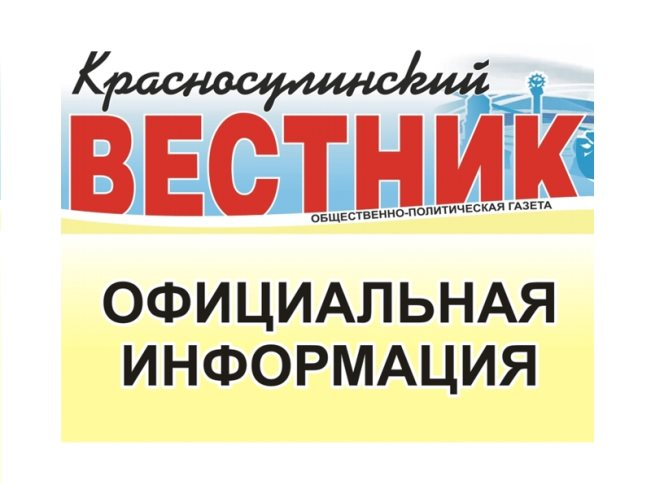 Красносулинский
ВЕСТНИК
ОБЩЕСТВЕННО-ПОЛИТИЧЕСКАЯ ГАЗЕТА
ОФИЦИАЛЬНАЯ
ИНФОРМАЦИЯ